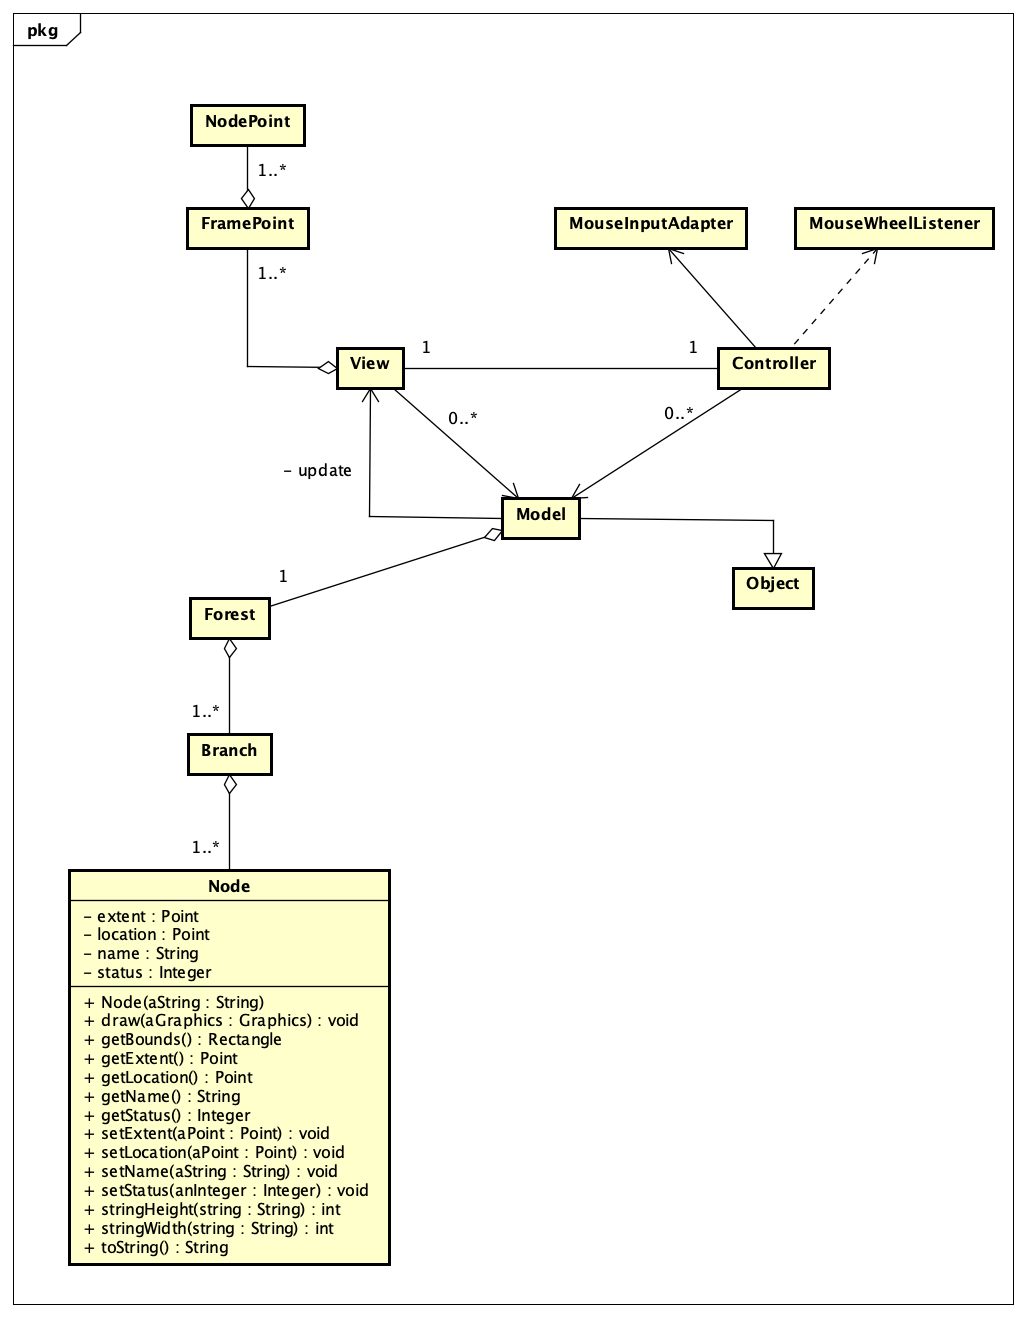 pkg
NodePoint
1..*
FramePoint
MouseInputAdapter
MouseWheelListener
1..*
1
1
View
Controller
0..*
0..*
- update
Model
1
Object
Forest
1..*
Branch
1..*
Node
- extent : Point
- location : Point
- name : String
- status : Integer
+ Node(aString : String)
+ draw(aGraphics : Graphics) : void
+ getBounds() : Rectangle
+ getExtent() : Point
+ getLocation() : Point
+ getName() : String
+ getStatus() : Integer
+ setExtent(aPoint : Point) : void
+ setLocation(aPoint : Point) : void
+ setName(aString : String) : void
+ setStatus(anInteger : Integer) : void
+ stringHeight(string : String) : int
+ stringWidth(string : String) : int
+ toString() : String